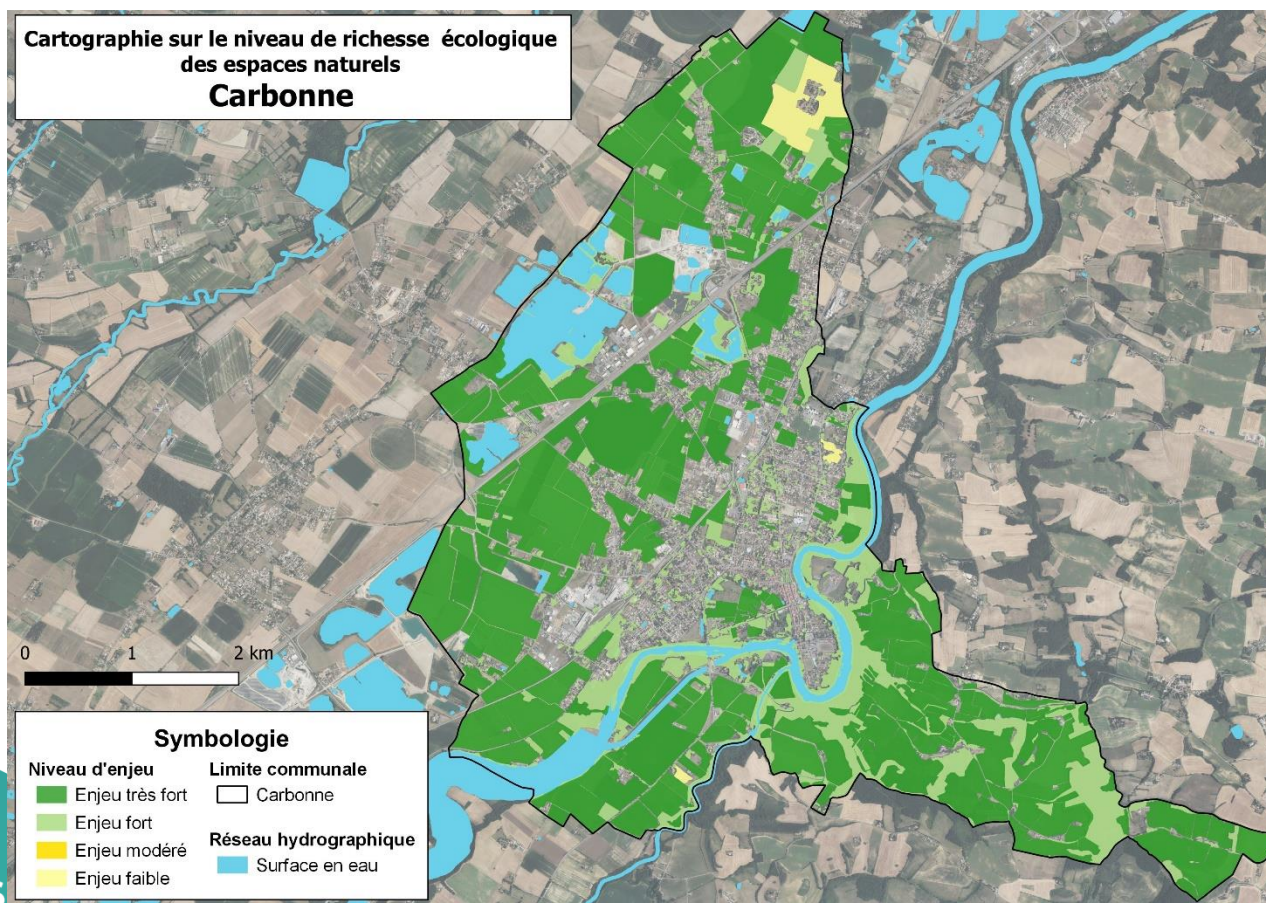 Cartographie sur le niveau de richesse écologique
des espaces naturels
Carbonne
0 1 2 km
Symbologie
Niveau d'enjeu
Enjeu très fort
Enjeu fort
Enjeu modéré
Enjeu faible
Limite communale
Carbonne
Réseau hydrographique
Surface en eau